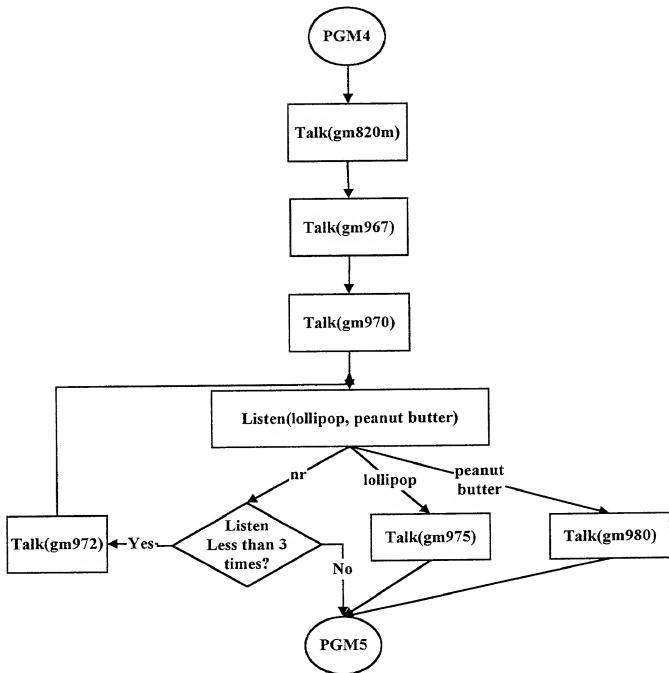 PGM4
Talk(gm820m)
Talk(gm967)
Talk(gm970)
Listen(lollipop, peanut butter)
nr
lollipop
peanut
butter
Talk(gm972)
Yes
Listen
Less than 3
times?
No
Talk(gm975)
Talk(gm980)
PGM5